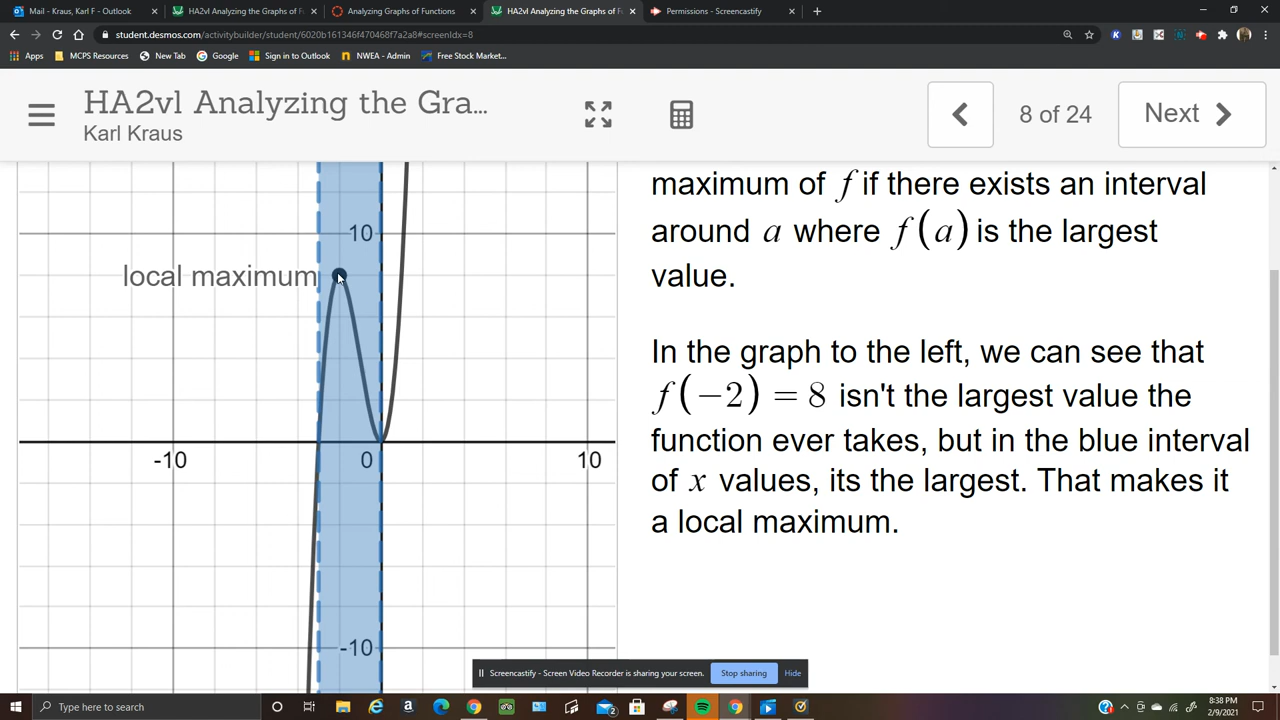 Mail - Kraus, Karl F - Outlook
HA2vl Analyzing the Graphs of F
Analyzing Graphs of Functions
HA2vl Analyzing the Graphs of F
Permissions - Screencastify
student.desmos.com/activitybuilder/student/6020b161346f470468f7a2a8#screenIdx=8
Apps
MCPS Resources
New Tab
Google
Sign in to Outlook
NWEA - Admin
Free Stock Market...
HA2vl Analyzing the Gra...
Karl Kraus
8 of 24
Next
10
local maximum
-10
0
10
-10
maximum of f if there exists an interval
around a where f(a) is the largest
value.
In the graph to the left, we can see that
f(−2) = 8 isn't the largest value the
function ever takes, but in the blue interval
of x values, its the largest. That makes it
a local maximum.
Screencastify - Screen Video Recorder is sharing your screen.
Stop sharing
Hide
Type here to search
8:38 PM
2/9/2021